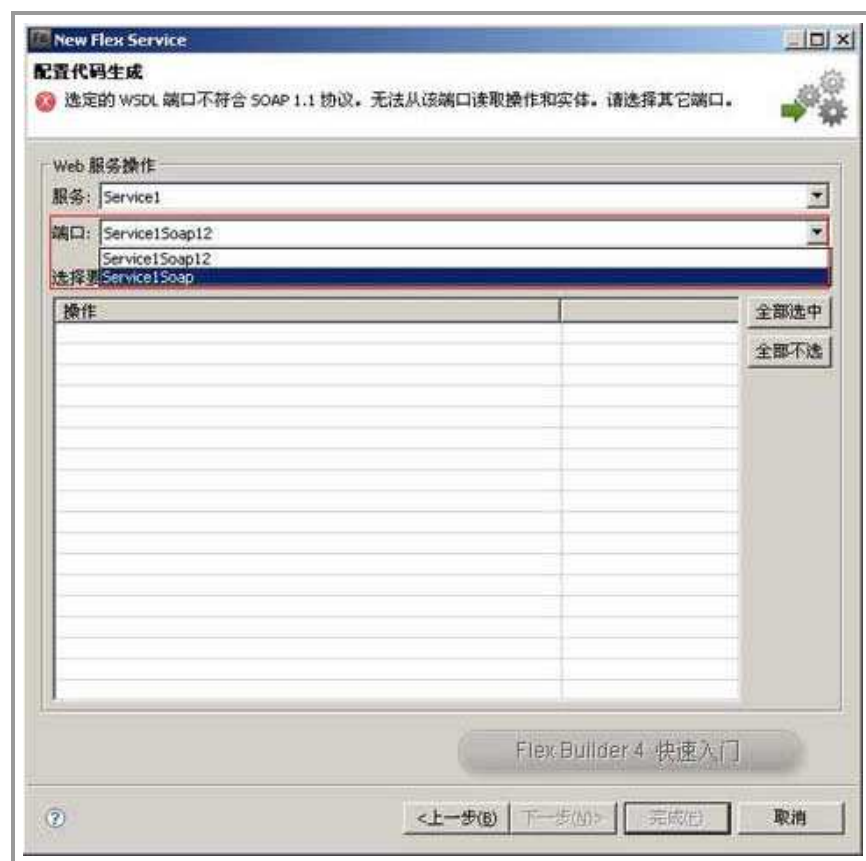 New Flex Service
配置代码生成
选定的 WSDL 端口不符合 SOAP 1.1 协议。无法从该端口读取操作和实体。请选择其它端口。
Web 服务操作
服务: Service1
端口: Service1Soap12
Service1Soap12
选择要 Service1Soap
操作
全部选中
全部不选
Flex Builder 4 快速入门
<上一步(B) 下一步(N)> 完成(F) 取消